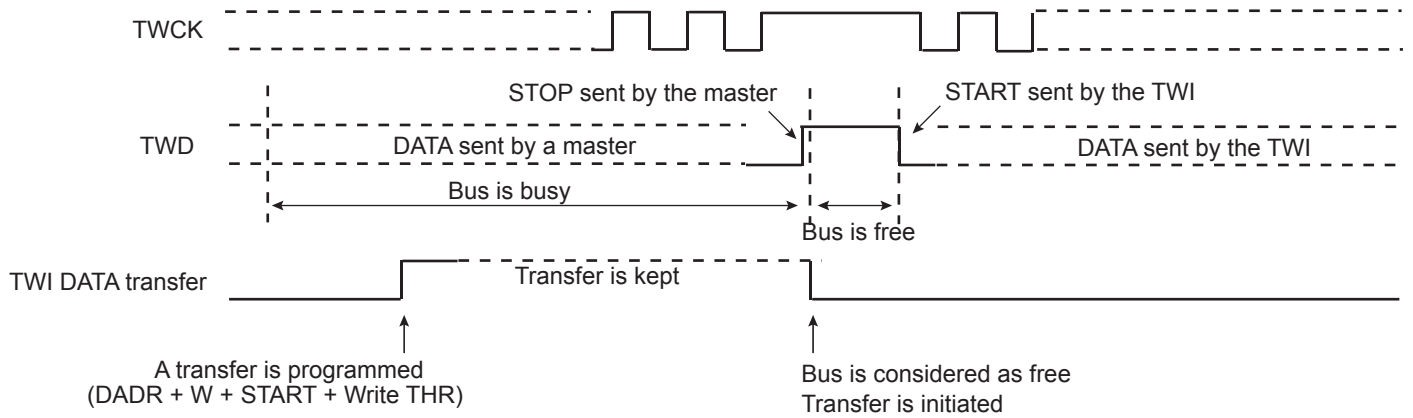 TWCK
STOP sent by the master
START sent by the TWI
TWD
DATA sent by a master
DATA sent by the TWI
Bus is busy
Bus is free
TWI DATA transfer
Transfer is kept
A transfer is programmed
(DADR + W + START + Write THR)
Bus is considered as free
Transfer is initiated